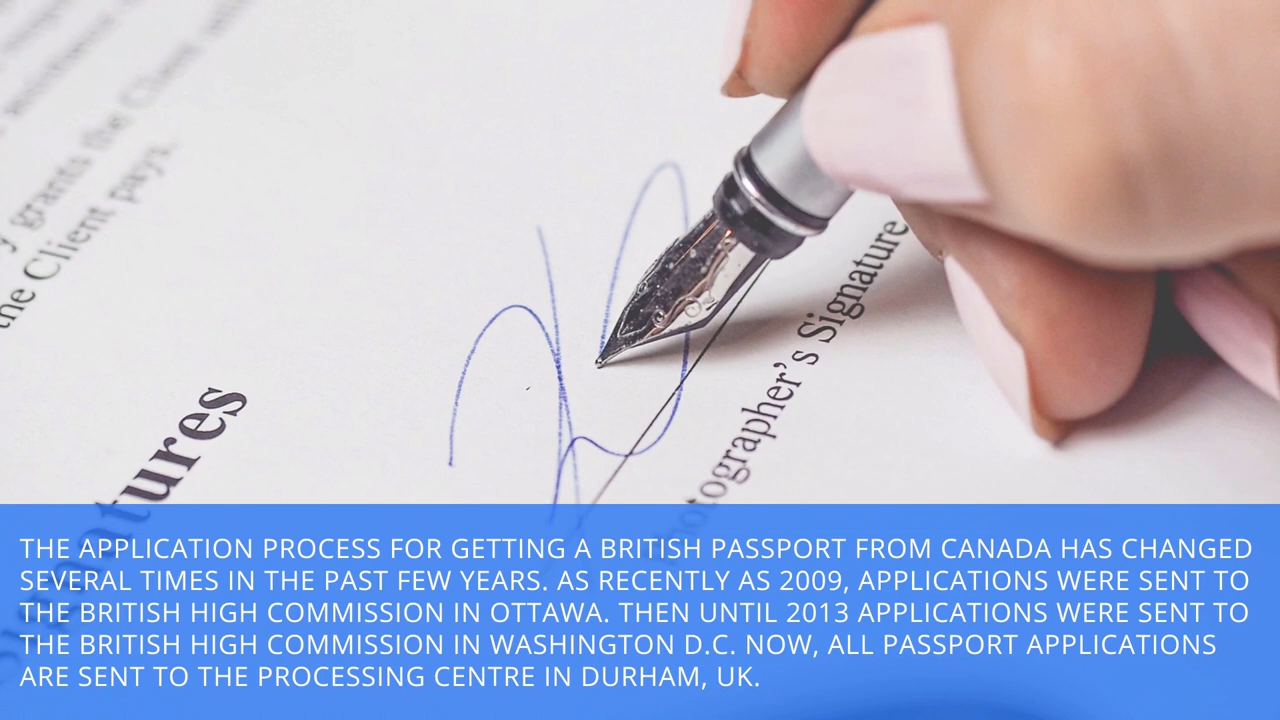 y grants the Client
the Client pays.
Signatures
Photographer's Signature
THE APPLICATION PROCESS FOR GETTING A BRITISH PASSPORT FROM CANADA HAS CHANGED
SEVERAL TIMES IN THE PAST FEW YEARS. AS RECENTLY AS 2009, APPLICATIONS WERE SENT TO
THE BRITISH HIGH COMMISSION IN OTTAWA. THEN UNTIL 2013 APPLICATIONS WERE SENT TO
THE BRITISH HIGH COMMISSION IN WASHINGTON D.C. NOW, ALL PASSPORT APPLICATIONS
ARE SENT TO THE PROCESSING CENTRE IN DURHAM, UK.